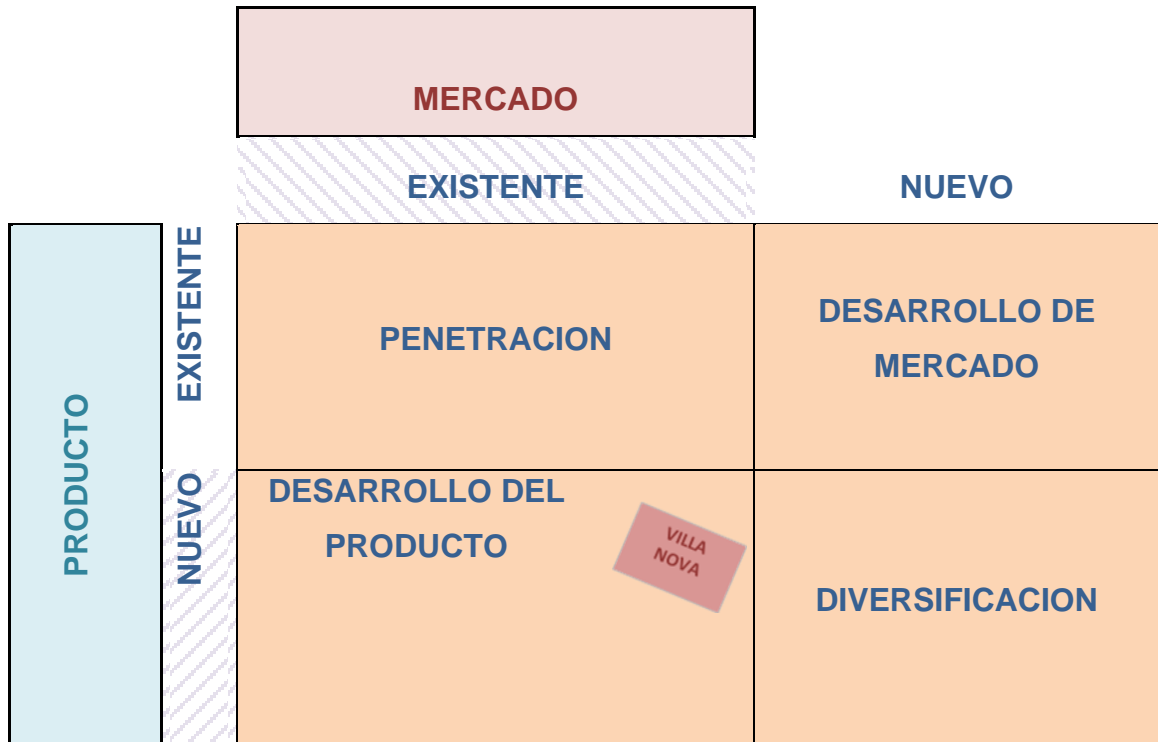 MERCADO
EXISTENTE
NUEVO
PRODUCTO
EXISTENTE
NUEVO
PENETRACION
DESARROLLO DE
MERCADO
DESARROLLO DEL
PRODUCTO
VILLA
NOVA
DIVERSIFICACION